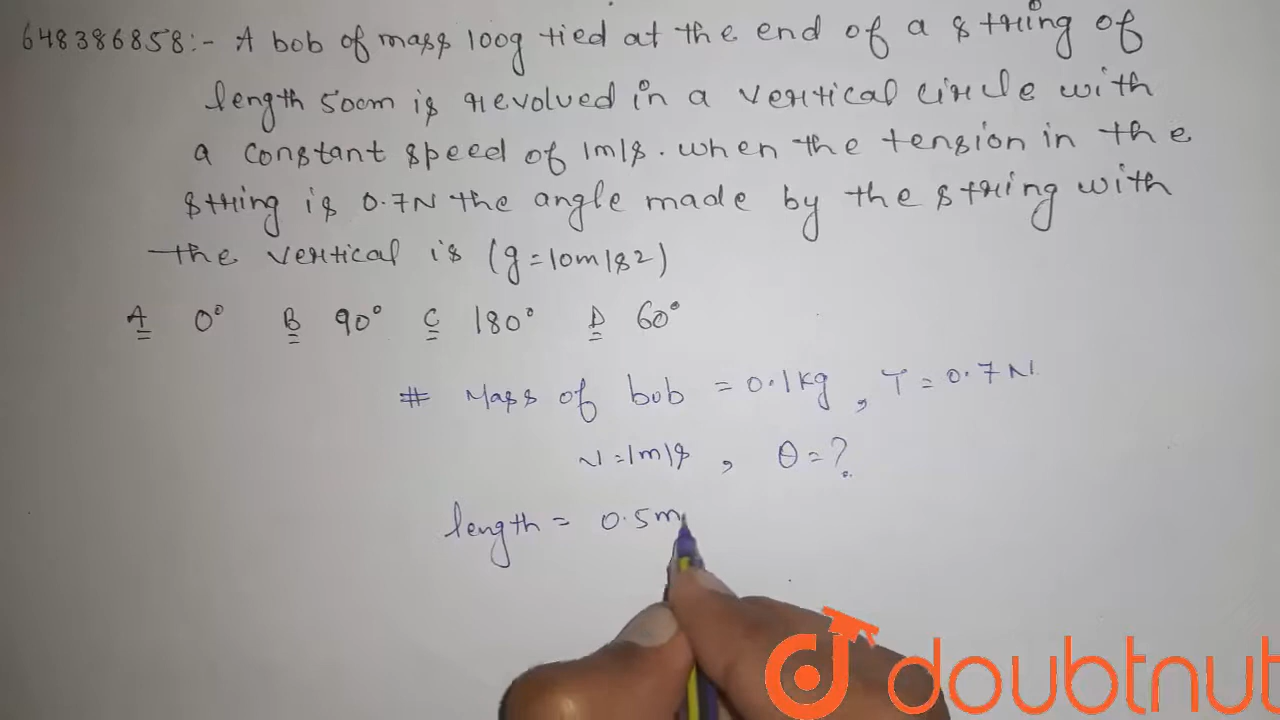 648386858:- A bob of mass 100g tied at the end of a string of
length 50cm is revolved in a vertical circle with
a constant speed of 1m/s. when the tension in the
string is 0.7N the angle made by the string with
the vertical is (g=10m/s2)
A 0° B 90° C 180° D 60°
# Mass of bob = 0.1kg, T = 0.7N
V=1m/s, θ=?
length = 0.5m
doubtnut